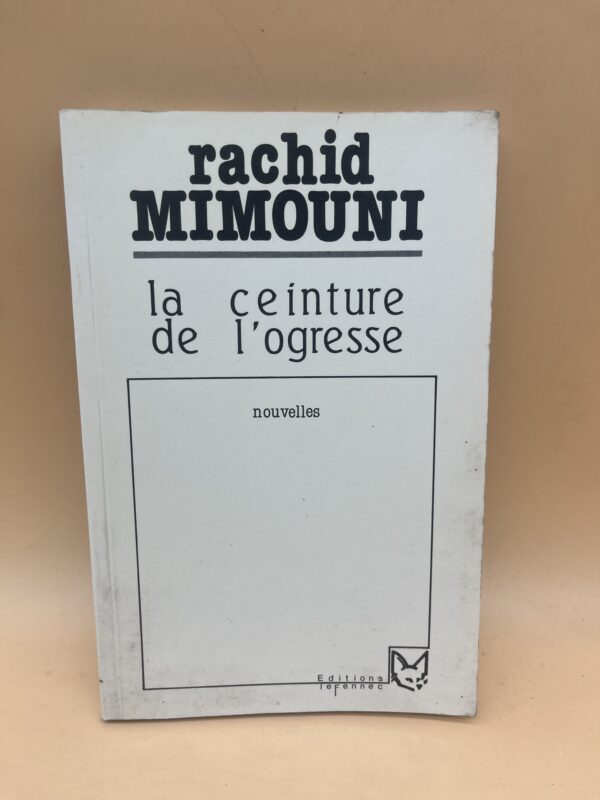 rachid
MIMOUNI
la ceinture
de l'ogresse
nouvelles
Editions
lefennec